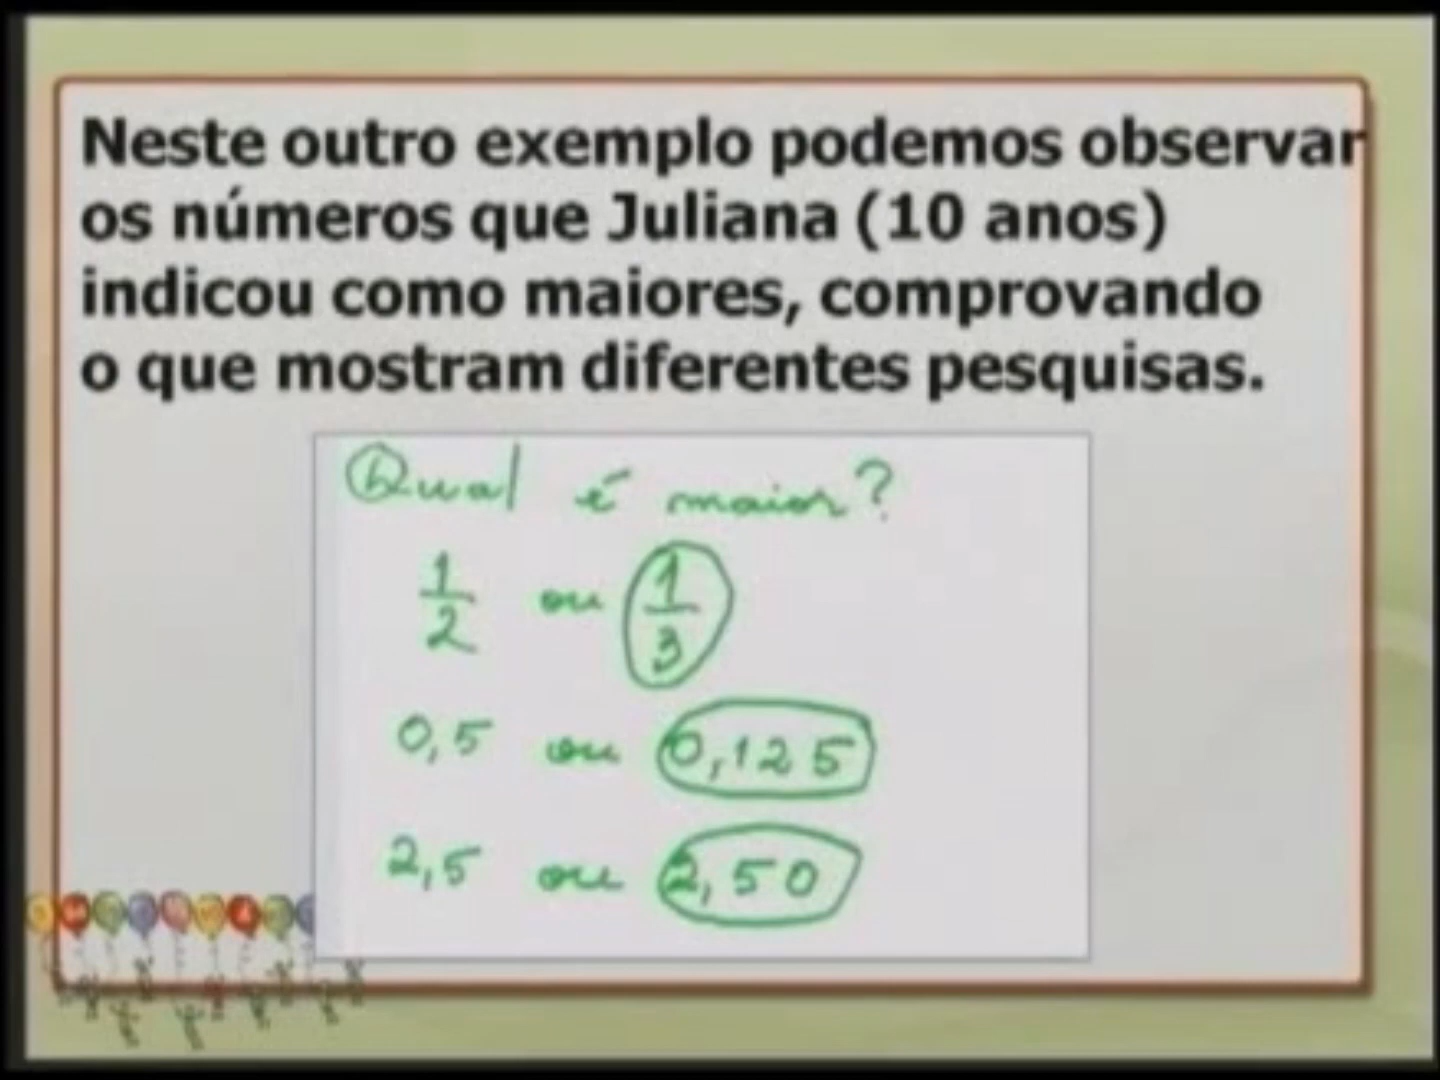 Neste outro exemplo podemos observar
os números que Juliana (10 anos)
indicou como maiores, comprovando
o que mostram diferentes pesquisas.
Qual é maior?
1/2 ou 1/3
0,5 ou 0,125
2,5 ou 2,50